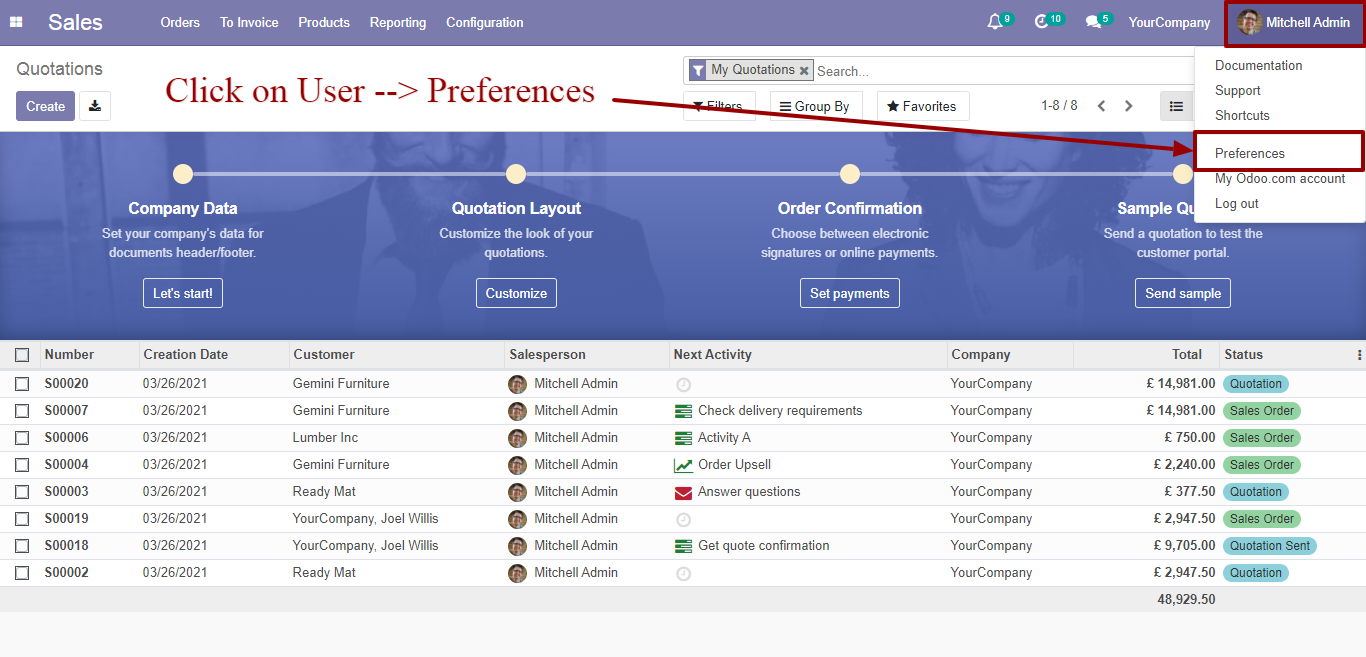 Sales Orders To Invoice Products Reporting Configuration 9 10 5 YourCompany Mitchell Admin
Quotations
My Quotations Search...
Create
Click on User --> Preferences
Filters Group By Favorites 1-8 / 8
Documentation
Support
Shortcuts
Preferences
My Odoo.com account
Log out
Company Data
Set your company's data for
documents header/footer.
Let's start!
Quotation Layout
Customize the look of your
quotations.
Customize
Order Confirmation
Choose between electronic
signatures or online payments.
Set payments
Sample Qu
Send a quotation to test the
customer portal.
Send sample
Number Creation Date Customer Salesperson Next Activity Company Total Status
S00020 03/26/2021 Gemini Furniture Mitchell Admin YourCompany £ 14,981.00 Quotation
S00007 03/26/2021 Gemini Furniture Mitchell Admin Check delivery requirements YourCompany £ 14,981.00 Sales Order
S00006 03/26/2021 Lumber Inc Mitchell Admin Activity A YourCompany £ 750.00 Sales Order
S00004 03/26/2021 Gemini Furniture Mitchell Admin Order Upsell YourCompany £ 2,240.00 Sales Order
S00003 03/26/2021 Ready Mat Mitchell Admin Answer questions YourCompany £ 377.50 Quotation
S00019 03/26/2021 YourCompany, Joel Willis Mitchell Admin YourCompany £ 2,947.50 Sales Order
S00018 03/26/2021 YourCompany, Joel Willis Mitchell Admin Get quote confirmation YourCompany £ 9,705.00 Quotation Sent
S00002 03/26/2021 Ready Mat Mitchell Admin YourCompany £ 2,947.50 Quotation
48,929.50